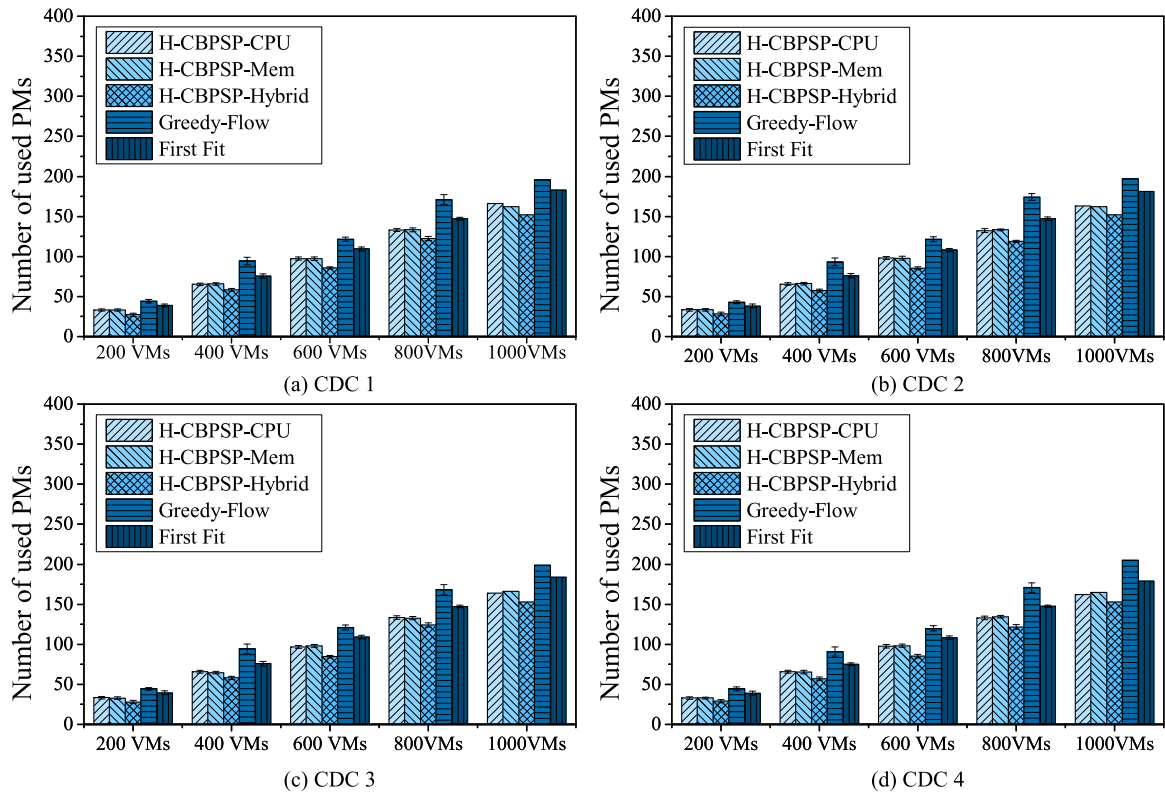 400
350
300
250
200
150
100
50
0
Number of used PMs
H-CBPSP-CPU
H-CBPSP-Mem
H-CBPSP-Hybrid
Greedy-Flow
First Fit
200 VMs 400 VMs 600 VMs 800VMs 1000VMs
(a) CDC 1
400
350
300
250
200
150
100
50
0
Number of used PMs
H-CBPSP-CPU
H-CBPSP-Mem
H-CBPSP-Hybrid
Greedy-Flow
First Fit
200 VMs 400 VMs 600 VMs 800VMs 1000VMs
(b) CDC 2
400
350
300
250
200
150
100
50
0
Number of used PMs
H-CBPSP-CPU
H-CBPSP-Mem
H-CBPSP-Hybrid
Greedy-Flow
First Fit
200 VMs 400 VMs 600 VMs 800VMs 1000VMs
(c) CDC 3
400
350
300
250
200
150
100
50
0
Number of used PMs
H-CBPSP-CPU
H-CBPSP-Mem
H-CBPSP-Hybrid
Greedy-Flow
First Fit
200 VMs 400 VMs 600 VMs 800VMs 1000VMs
(d) CDC 4